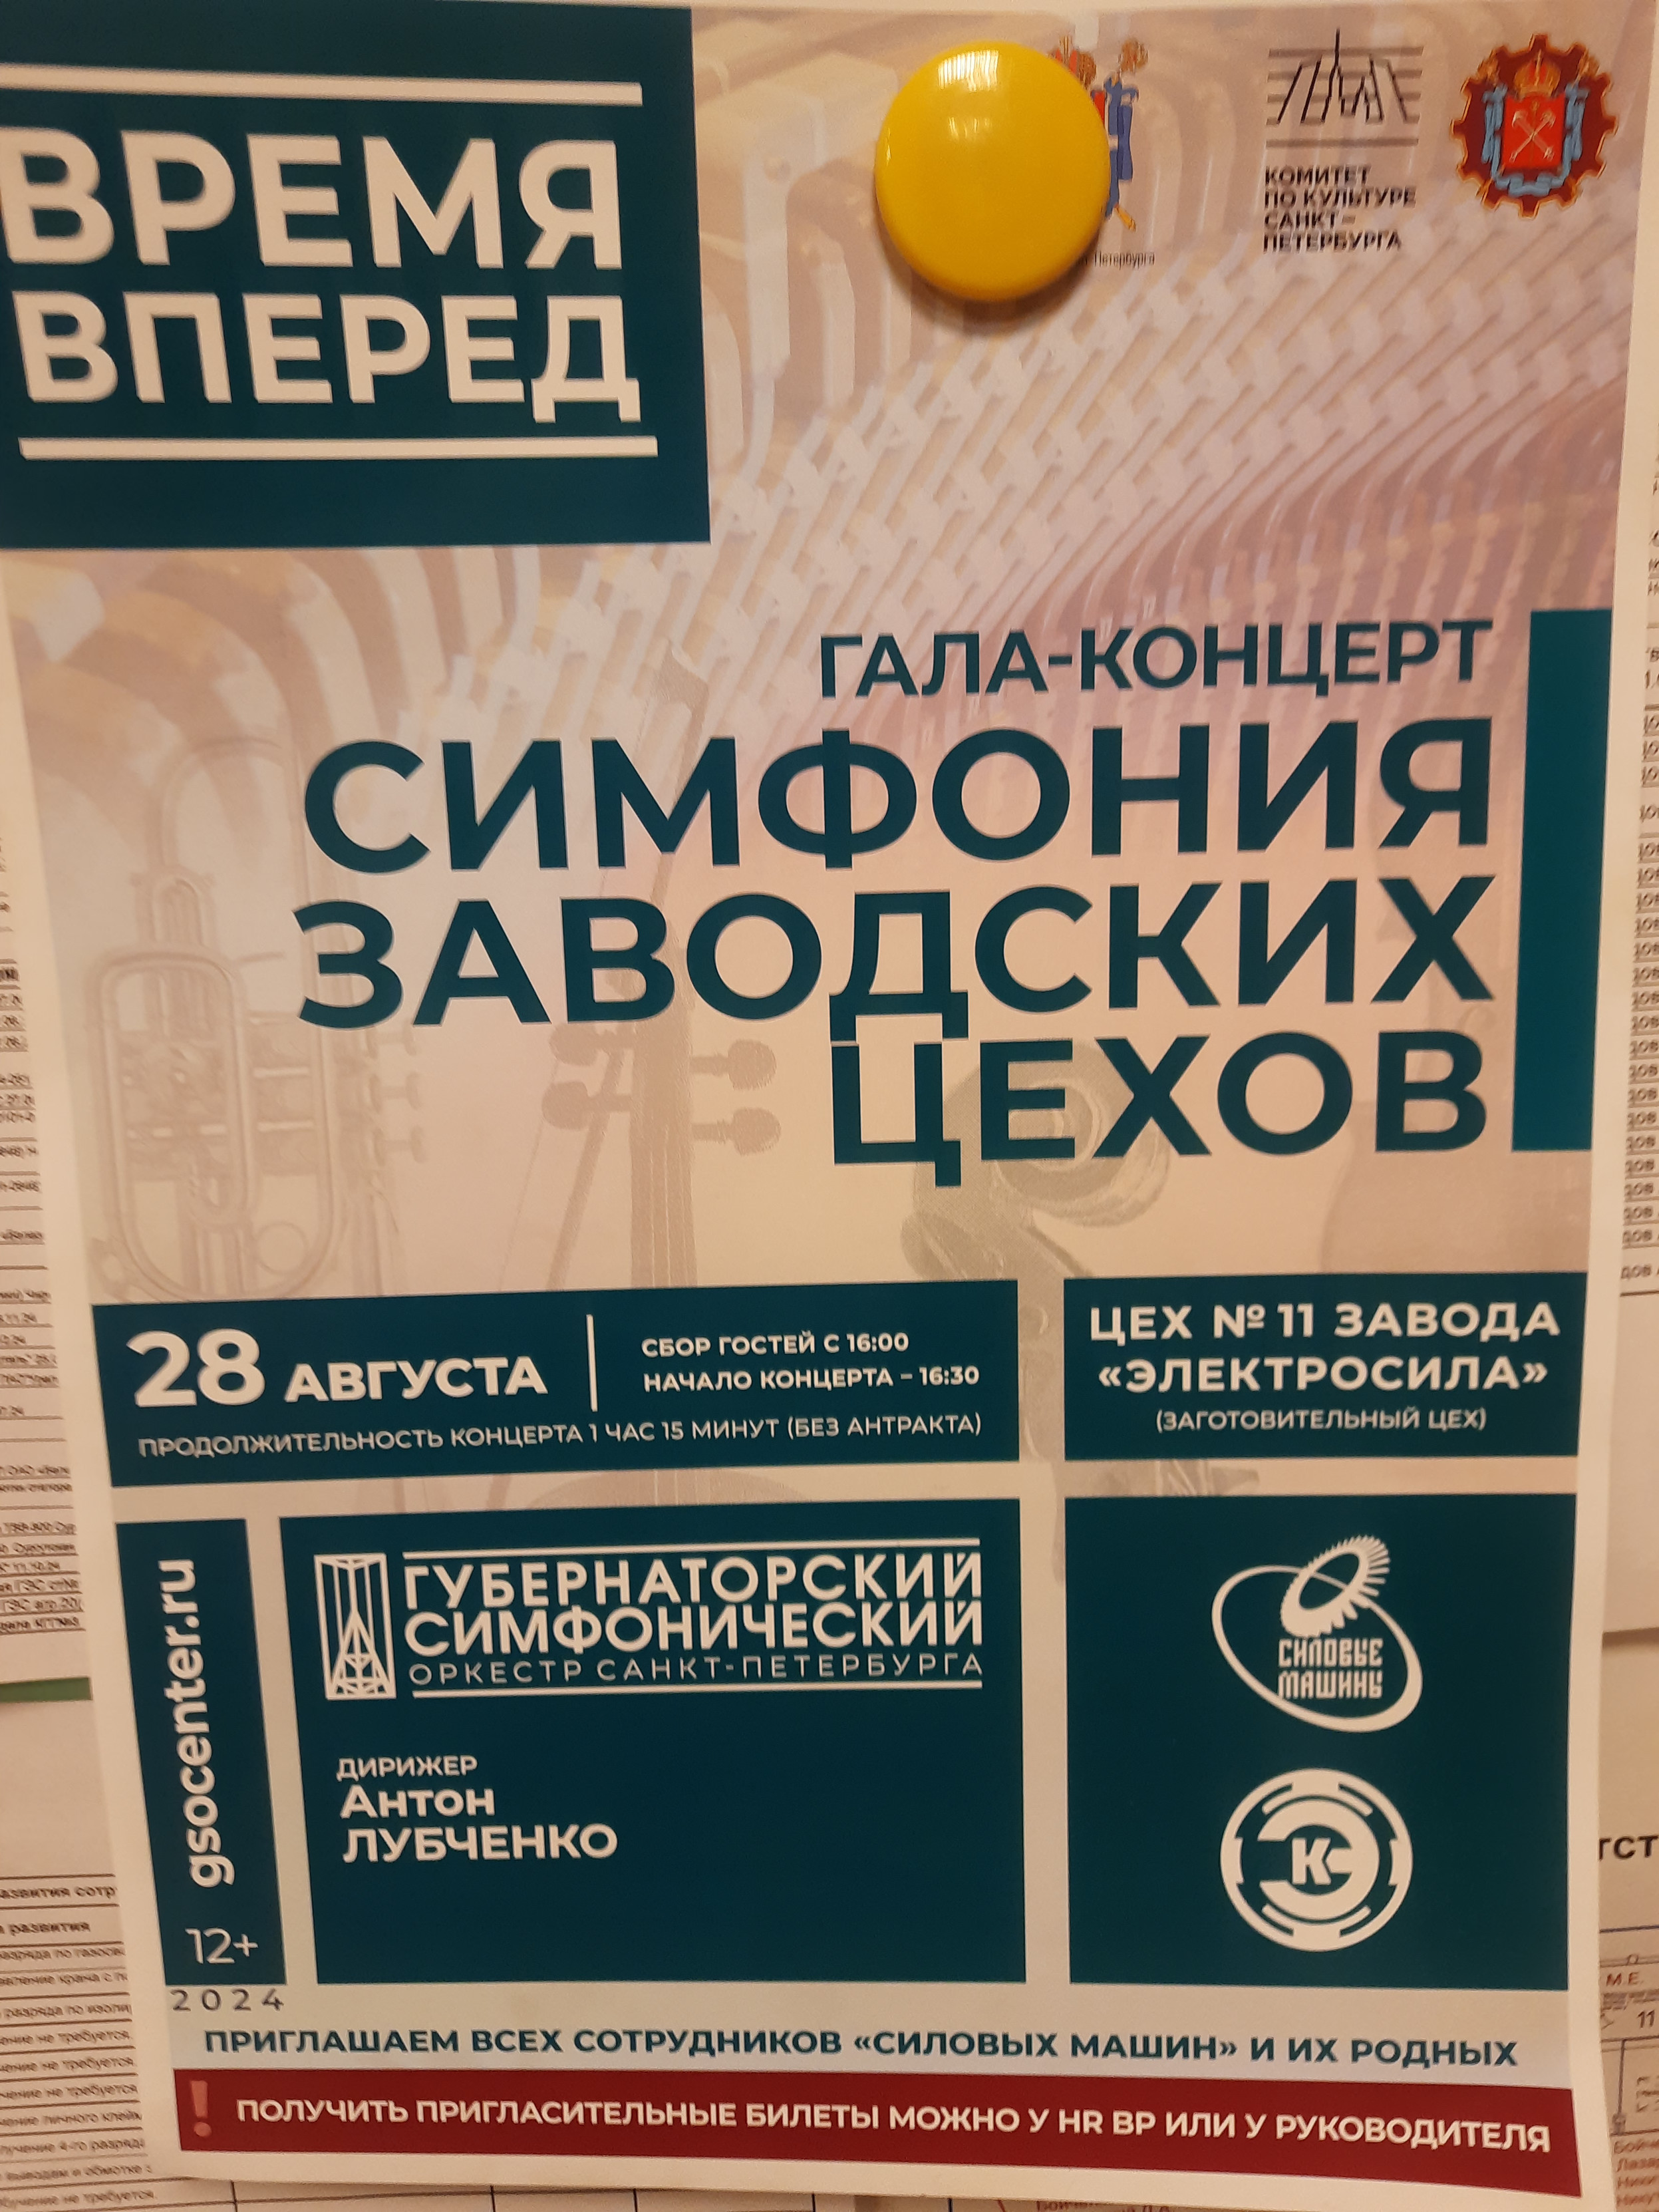 ВРЕМЯ
ВПЕРЕД
КОМИТЕТ
ПО КУЛЬТУРЕ
САНКТ–
ПЕТЕРБУРГА
ГАЛА-КОНЦЕРТ
СИМФОНИЯ
ЗАВОДСКИХ
ЦЕХОВ
28 АВГУСТА
СБОР ГОСТЕЙ С 16:00
НАЧАЛО КОНЦЕРТА – 16:30
ПРОДОЛЖИТЕЛЬНОСТЬ КОНЦЕРТА 1 ЧАС 15 МИНУТ (БЕЗ АНТРАКТА)
ЦЕХ № 11 ЗАВОДА
«ЭЛЕКТРОСИЛА»
(ЗАГОТОВИТЕЛЬНЫЙ ЦЕХ)
gsocenter.ru
12+
2024
ГУБЕРНАТОРСКИЙ
СИМФОНИЧЕСКИЙ
ОРКЕСТР САНКТ-ПЕТЕРБУРГА
ДИРИЖЕР
Антон
ЛУБЧЕНКО
СИЛОВЫЕ
МАШИНЫ
ЭКС
ПРИГЛАШАЕМ ВСЕХ СОТРУДНИКОВ «СИЛОВЫХ МАШИН» И ИХ РОДНЫХ
! ПОЛУЧИТЬ ПРИГЛАСИТЕЛЬНЫЕ БИЛЕТЫ МОЖНО У HR BP ИЛИ У РУКОВОДИТЕЛЯ